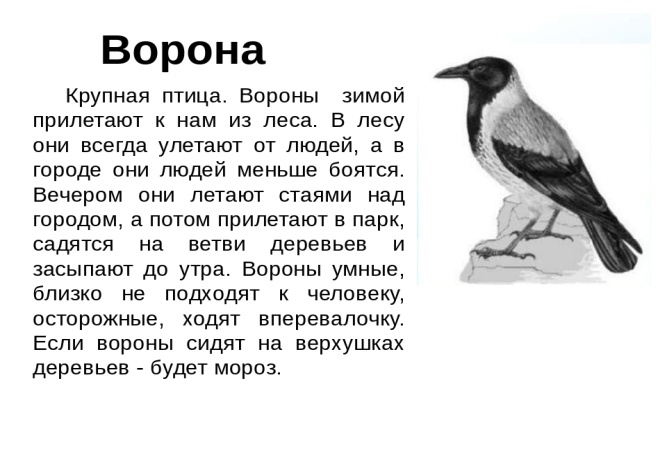 Ворона
Крупная птица. Вороны зимой
прилетают к нам из леса. В лесу
они всегда улетают от людей, а в
городе они людей меньше боятся.
Вечером они летают стаями над
городом, а потом прилетают в парк,
садятся на ветви деревьев и
засыпают до утра. Вороны умные,
близко не подходят к человеку,
осторожные, ходят вперевалочку.
Если вороны сидят на верхушках
деревьев - будет мороз.